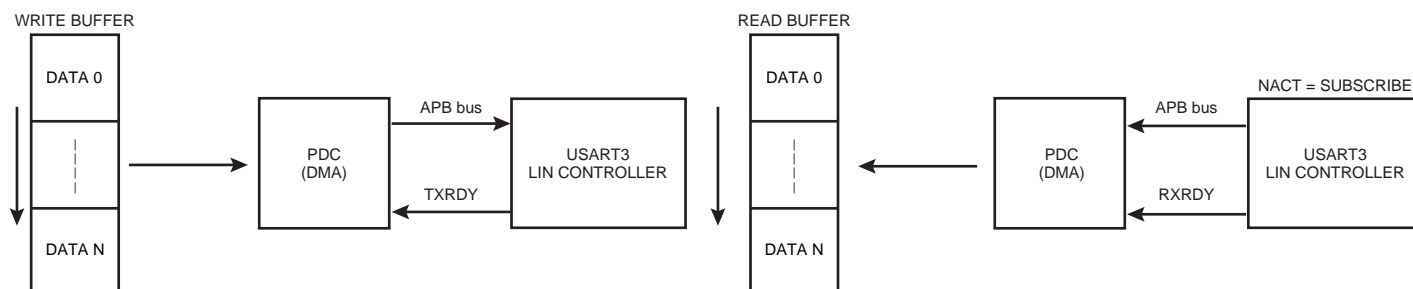 WRITE BUFFER
DATA 0
DATA N
PDC
(DMA)
APB bus
TXRDY
USART3
LIN CONTROLLER
READ BUFFER
DATA 0
DATA N
PDC
(DMA)
APB bus
RXRDY
NACT = SUBSCRIBE
USART3
LIN CONTROLLER